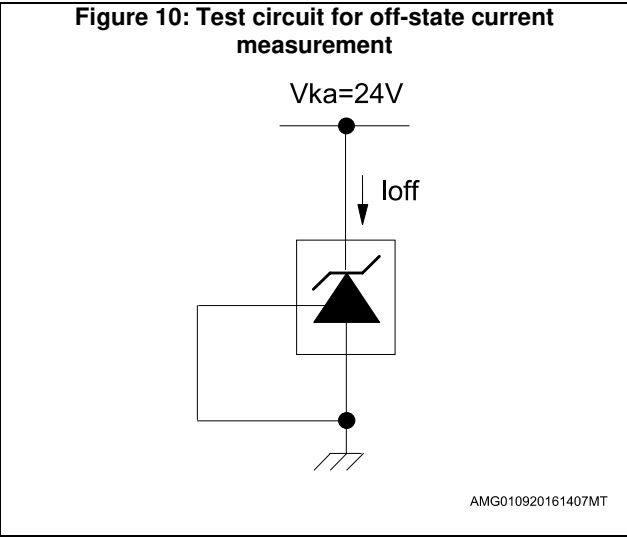 Figure 10: Test circuit for off-state current
measurement
Vka=24V
Ioff
AMG010920161407MT